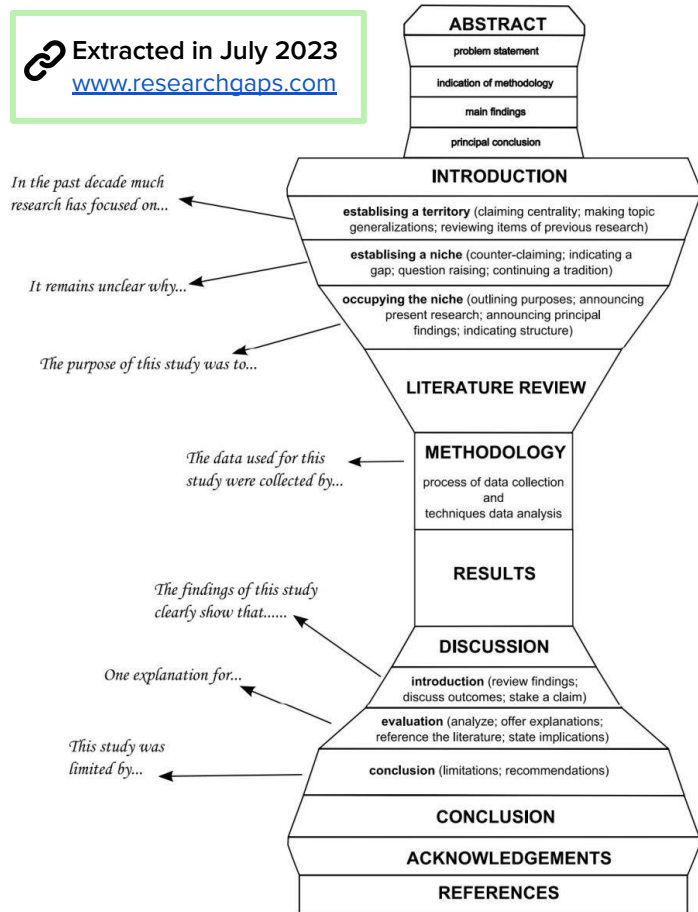 Extracted in July 2023
www.researchgaps.com
ABSTRACT
problem statement
indication of methodology
main findings
principal conclusion
INTRODUCTION
In the past decade much
research has focused on...
establising a territory (claiming centrality; making topic
generalizations; reviewing items of previous research)
establising a niche (counter-claiming; indicating a
gap; question raising; continuing a tradition)
It remains unclear why...
occupying the niche (outlining purposes; announcing
present research; announcing principal
findings; indicating structure)
The purpose of this study was to...
LITERATURE REVIEW
METHODOLOGY
The data used for this
study were collected by...
process of data collection
and
techniques data analysis
RESULTS
The findings of this study
clearly show that......
DISCUSSION
introduction (review findings;
discuss outcomes; stake a claim)
One explanation for...
evaluation (analyze; offer explanations;
reference the literature; state implications)
This study was
limited by...
conclusion (limitations; recommendations)
CONCLUSION
ACKNOWLEDGEMENTS
REFERENCES